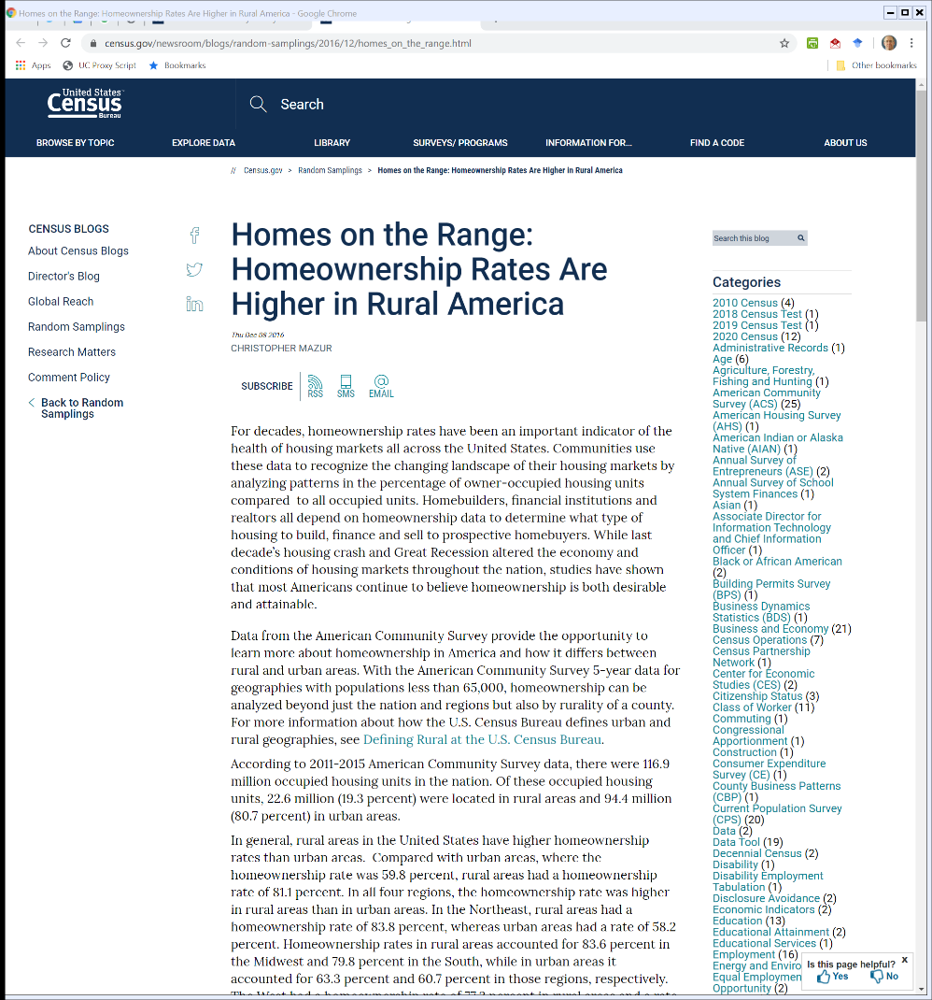 Homes on the Range: Homeownership Rates Are Higher in Rural America - Google Chrome
census.gov/newsroom/blogs/random-samplings/2016/12/homes_on_the_range.html
Apps UC Proxy Script Bookmarks Other bookmarks
United States
Census
Bureau
Search
BROWSE BY TOPIC EXPLORE DATA LIBRARY SURVEYS/ PROGRAMS INFORMATION FOR... FIND A CODE ABOUT US
// Census.gov > Random Samplings > Homes on the Range: Homeownership Rates Are Higher in Rural America
CENSUS BLOGS
About Census Blogs
Director's Blog
Global Reach
Random Samplings
Research Matters
Comment Policy
Back to Random
Samplings
Homes on the Range:
Homeownership Rates Are
Higher in Rural America
Thu Dec 08 2016
CHRISTOPHER MAZUR
SUBSCRIBE RSS SMS EMAIL
For decades, homeownership rates have been an important indicator of the
health of housing markets all across the United States. Communities use
these data to recognize the changing landscape of their housing markets by
analyzing patterns in the percentage of owner-occupied housing units
compared  to all occupied units. Homebuilders, financial institutions and
realtors all depend on homeownership data to determine what type of
housing to build, finance and sell to prospective homebuyers. While last
decade's housing crash and Great Recession altered the economy and
conditions of housing markets throughout the nation, studies have shown
that most Americans continue to believe homeownership is both desirable
and attainable.
Data from the American Community Survey provide the opportunity to
learn more about homeownership in America and how it differs between
rural and urban areas. With the American Community Survey 5-year data for
geographies with populations less than 65,000, homeownership can be
analyzed beyond just the nation and regions but also by rurality of a county.
For more information about how the U.S. Census Bureau defines urban and
rural geographies, see Defining Rural at the U.S. Census Bureau.
According to 2011-2015 American Community Survey data, there were 116.9
million occupied housing units in the nation. Of these occupied housing
units, 22.6 million (19.3 percent) were located in rural areas and 94.4 million
(80.7 percent) in urban areas.
In general, rural areas in the United States have higher homeownership
rates than urban areas.  Compared with urban areas, where the
homeownership rate was 59.8 percent, rural areas had a homeownership
rate of 81.1 percent. In all four regions, the homeownership rate was higher
in rural areas than in urban areas. In the Northeast, rural areas had a
homeownership rate of 83.8 percent, whereas urban areas had a rate of 58.2
percent. Homeownership rates in rural areas accounted for 83.6 percent in
the Midwest and 79.8 percent in the South, while in urban areas it
accounted for 63.3 percent and 60.7 percent in those regions, respectively.
The West had a homeownership rate of 77.3 percent in rural areas and a rate
Search this blog
Categories
2010 Census (4)
2018 Census Test (1)
2019 Census Test (1)
2020 Census (12)
Administrative Records (1)
Age (6)
Agriculture, Forestry,
Fishing and Hunting (1)
American Community
Survey (ACS) (25)
American Housing Survey
(AHS) (1)
American Indian or Alaska
Native (AIAN) (1)
Annual Survey of
Entrepreneurs (ASE) (2)
Annual Survey of School
System Finances (1)
Asian (1)
Associate Director for
Information Technology
and Chief Information
Officer (1)
Black or African American
(2)
Building Permits Survey
(BPS) (1)
Business Dynamics
Statistics (BDS) (1)
Business and Economy (21)
Census Operations (7)
Census Partnership
Network (1)
Center for Economic
Studies (CES) (2)
Citizenship Status (3)
Class of Worker (11)
Commuting (1)
Congressional
Apportionment (1)
Construction (1)
Consumer Expenditure
Survey (CE) (1)
County Business Patterns
(CBP) (1)
Current Population Survey
(CPS) (20)
Data (2)
Data Tool (19)
Decennial Census (2)
Disability (1)
Disability Employment
Tabulation (1)
Disclosure Avoidance (2)
Economic Indicators (2)
Education (13)
Educational Attainment (2)
Educational Services (1)
Employment (16)
Energy and Enviro
Equal Employmen
Opportunity (2)
Is this page helpful? x
Yes No